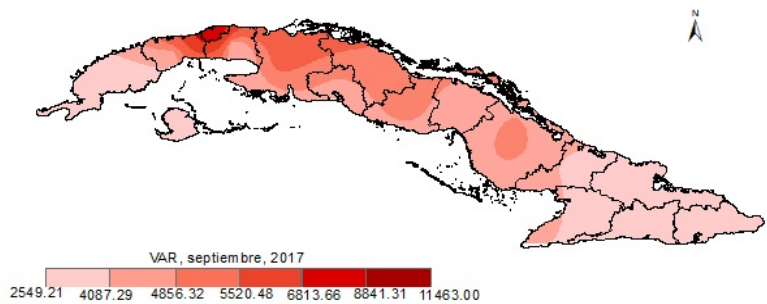 N
VAR, septiembre, 2017
2549.21 4087.29 4856.32 5520.48 6813.66 8841.31 11463.00